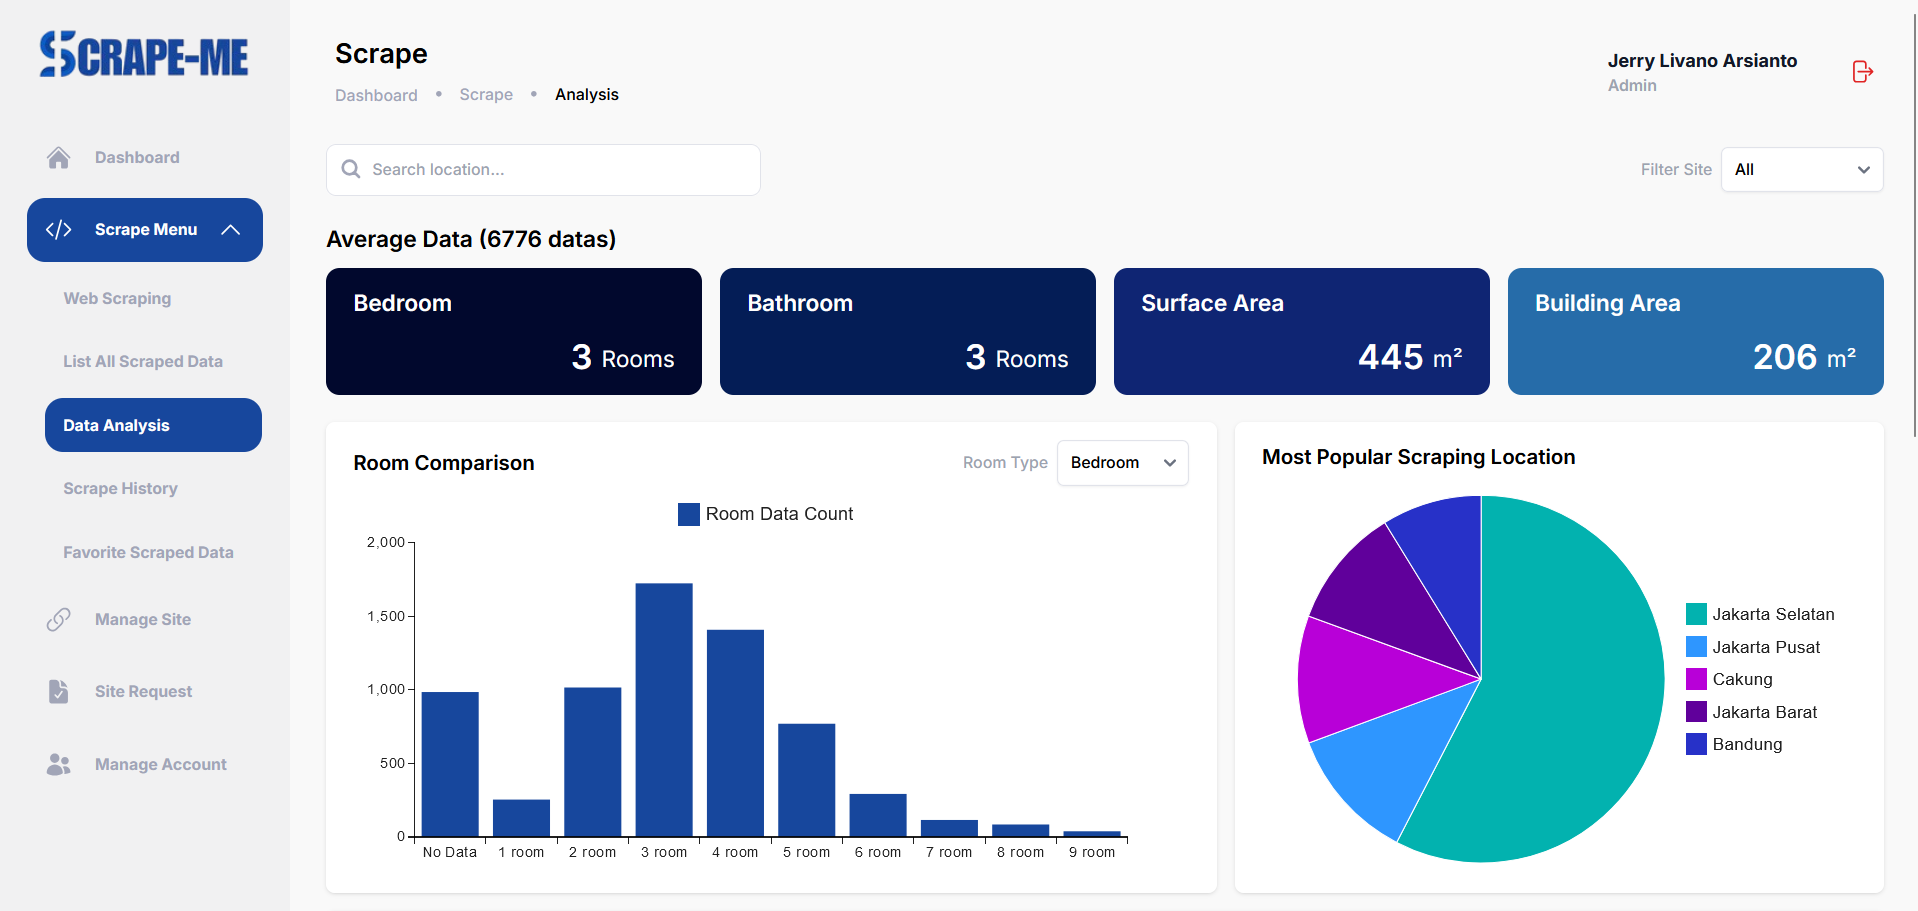 SCRAPE-ME
Dashboard
Scrape Menu
Web Scraping
List All Scraped Data
Data Analysis
Scrape History
Favorite Scraped Data
Manage Site
Site Request
Manage Account
Scrape
Dashboard • Scrape • Analysis
Jerry Livano Arsianto
Admin
Search location...
Filter Site All
Average Data (6776 datas)
Bedroom
3 Rooms
Bathroom
3 Rooms
Surface Area
445 m²
Building Area
206 m²
Room Comparison
Room Type Bedroom
Room Data Count
2,000
1,500
1,000
500
0
No Data 1 room 2 room 3 room 4 room 5 room 6 room 7 room 8 room 9 room
Most Popular Scraping Location
Jakarta Selatan
Jakarta Pusat
Cakung
Jakarta Barat
Bandung